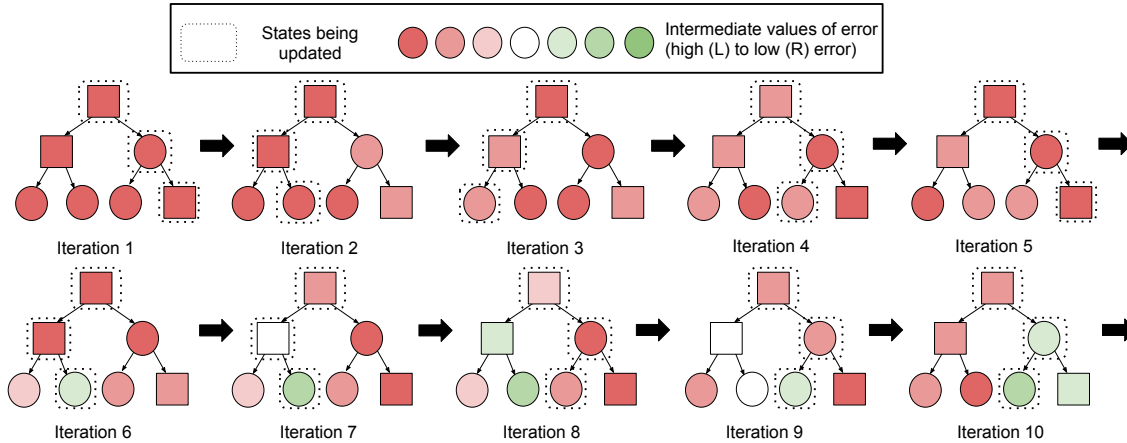 States being
updated
Intermediate values of error
(high (L) to low (R) error)
Iteration 1
Iteration 2
Iteration 3
Iteration 4
Iteration 5
Iteration 6
Iteration 7
Iteration 8
Iteration 9
Iteration 10